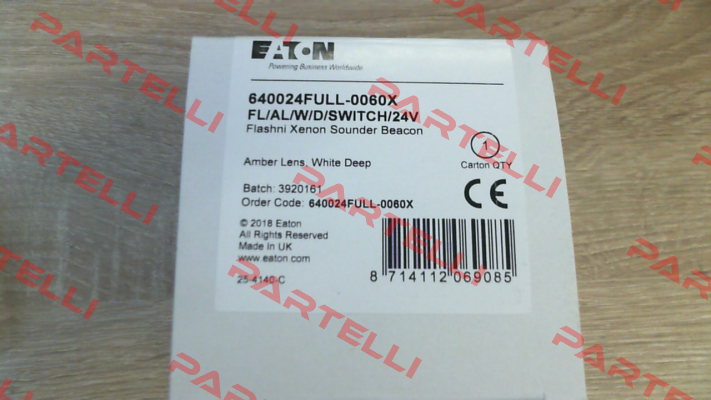 EATON
Powering Business Worldwide
640024FULL-0060X
FL/AL/W/D/SWITCH/24V
Flashni Xenon Sounder Beacon
1
Carton QTY
Amber Lens, White Deep
Batch: 3920161
Order Code: 640024FULL-0060X
CE
© 2018 Eaton
All Rights Reserved
Made In UK
www.eaton.com
25-4140-C
8 714112 069085
PARTELLI
PARTELLI
PARTELLI
PARTELLI
PARTELLI
PARTELLI
PARTELLI